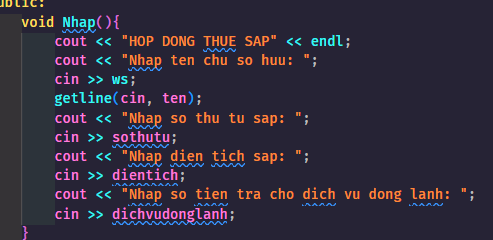 public:
void Nhap(){
cout << "HOP DONG THUE SAP" << endl;
cout << "Nhap ten chu so huu: ";
cin >> ws;
getline(cin, ten);
cout << "Nhap so thu tu sap: ";
cin >> sothutu;
cout << "Nhap dien tich sap: ";
cin >> dientich;
cout << "Nhap so tien tra cho dich vu dong lanh: ";
cin >> dichvudonglanh;
}